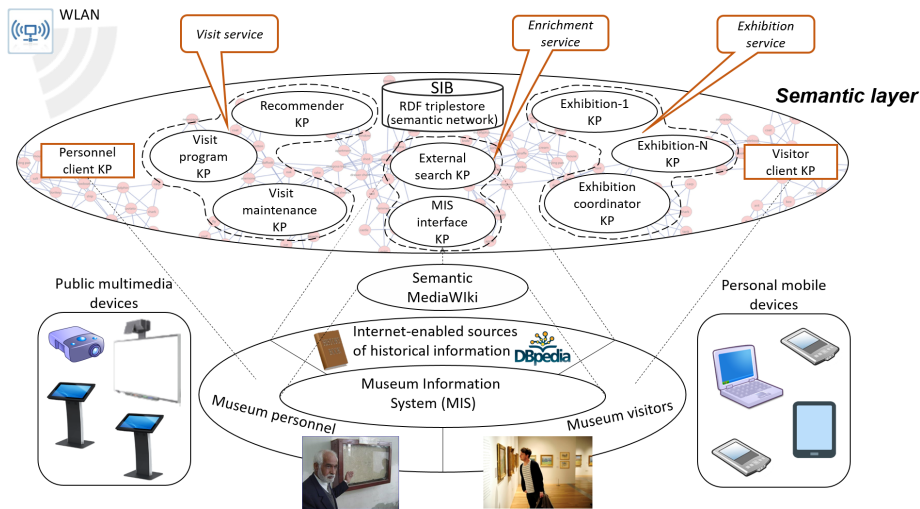 WLAN
Visit service
Enrichment
service
Exhibition
service
Semantic layer
SIB
RDF triplestore
(semantic network)
Recommender
KP
Exhibition-1
KP
Visit
program
KP
Personnel
client KP
External
search KP
Exhibition-N
KP
Visitor
client KP
Visit
maintenance
KP
MIS
interface
KP
Exhibition
coordinator
KP
Semantic
MediaWIki
Public multimedia
devices
Personal mobile
devices
Internet-enabled sources
of historical information
DBpedia
Museum Information
System (MIS)
Museum personnel
Museum visitors